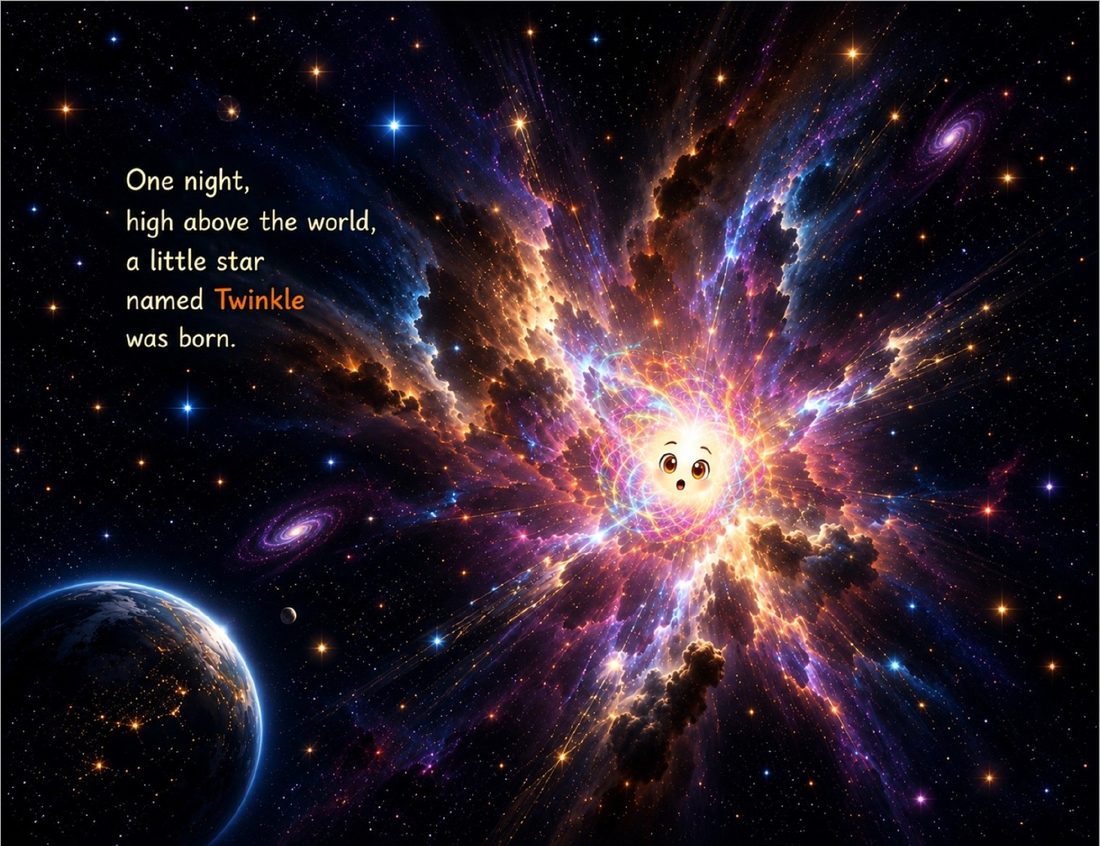 One night,
high above the world,
a little star
named Twinkle
was born.